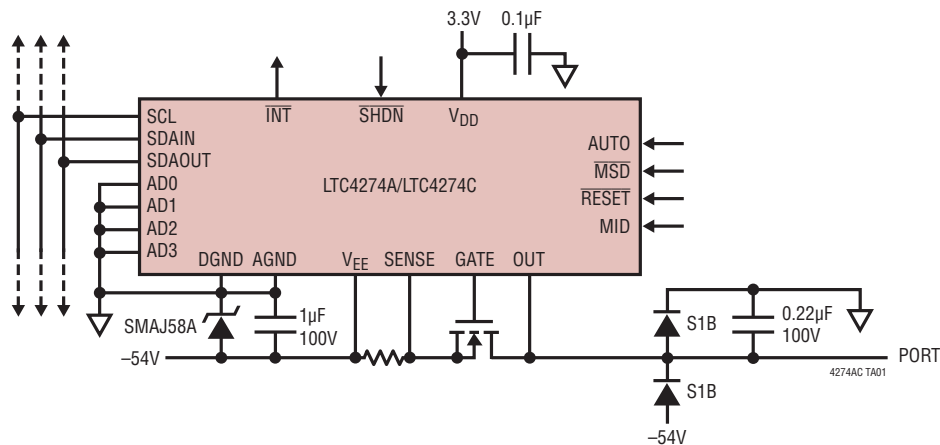 3.3V
0.1µF
INT
SHDN
VDD
SCL
SDAIN
SDAOUT
AD0
AD1
AD2
AD3
LTC4274A/LTC4274C
AUTO
MSD
RESET
MID
DGND
AGND
VEE
SENSE
GATE
OUT
SMAJ58A
1µF
100V
S1B
0.22µF
100V
–54V
PORT
4274AC TA01
S1B
–54V